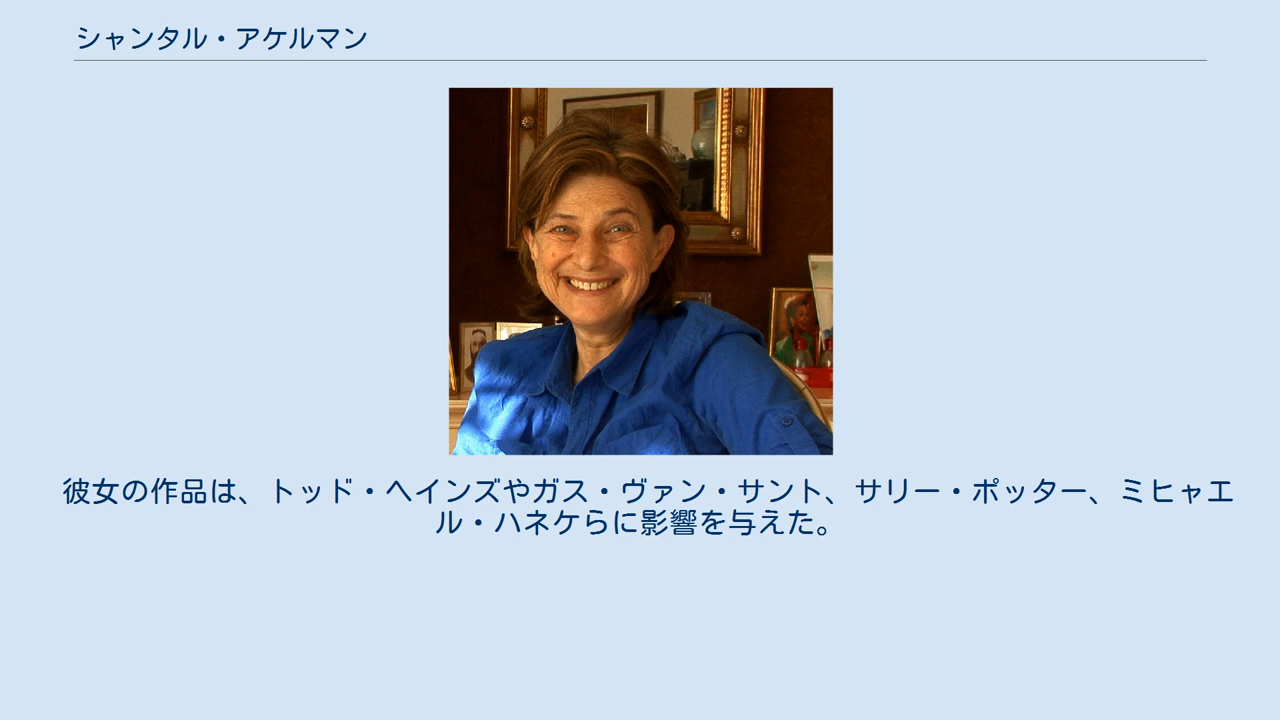 シャンタル・アケルマン
彼女の作品は、トッド・ヘインズやガス・ヴァン・サント、サリー・ポッター、ミヒャエ
ル・ハネケらに影響を与えた。